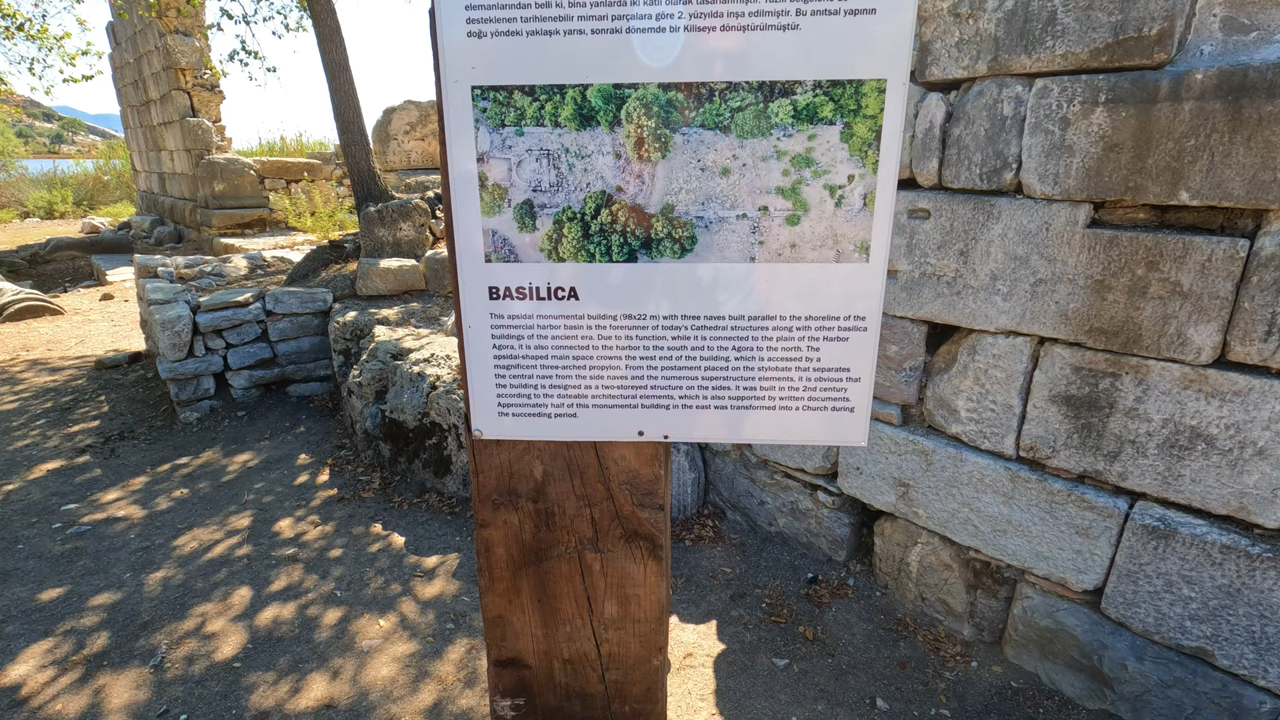 elemanlarından belli ki, bina yanlarda iki katlı olarak tasarlanmıştır. Yazılı belgelerle de
desteklenen tarihlenebilir mimari parçalara göre 2. yüzyılda inşa edilmiştir. Bu anıtsal yapının
doğu yöndeki yaklaşık yarısı, sonraki dönemde bir Kiliseye dönüştürülmüştür.
BASİLİCA
This apsidal monumental building (98x22 m) with three naves built parallel to the shoreline of the
commercial harbor basin is the forerunner of today's Cathedral structures along with other basilica
buildings of the ancient era. Due to its function, while it is connected to the plain of the Harbor
Agora, it is also connected to the harbor to the south and to the Agora to the north. The
apsidal-shaped main space crowns the west end of the building, which is accessed by a
magnificent three-arched propylon. From the postament placed on the stylobate that separates
the central nave from the side naves and the numerous superstructure elements, it is obvious that
the building is designed as a two-storeyed structure on the sides. It was built in the 2nd century
according to the dateable architectural elements, which is also supported by written documents.
Approximately half of this monumental building in the east was transformed into a Church during
the succeeding period.